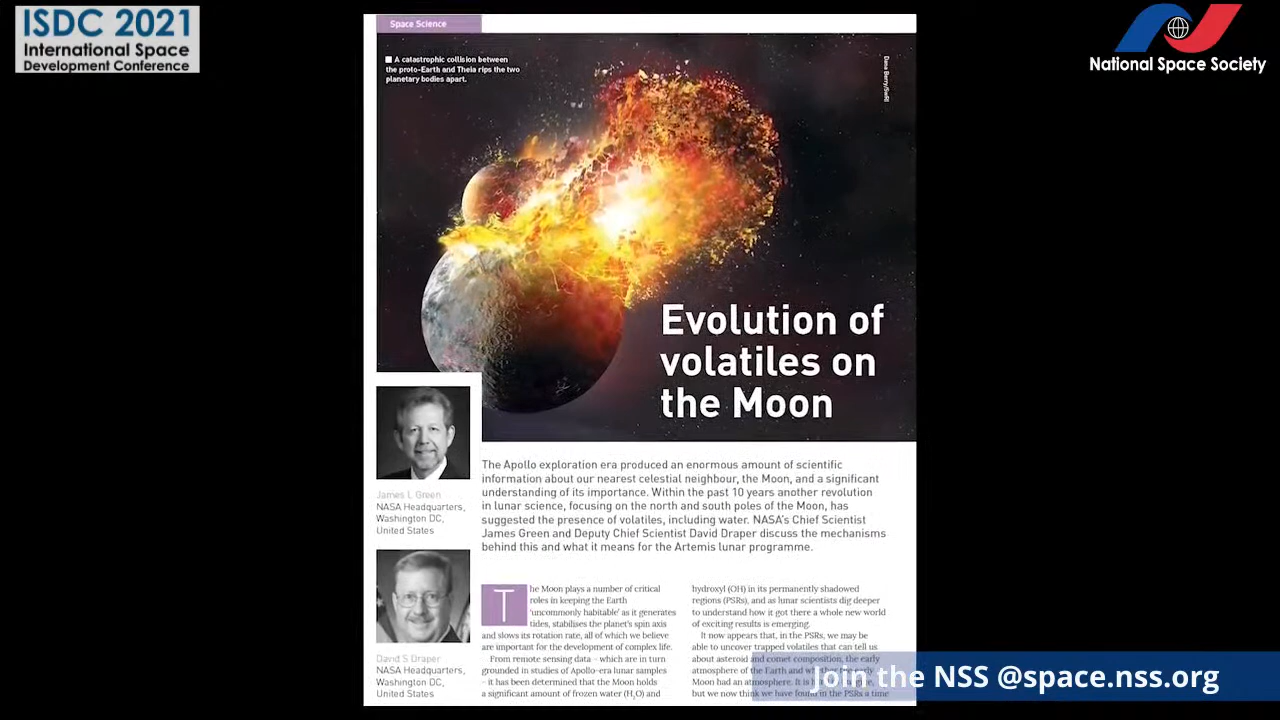 ISDC 2021
International Space
Development Conference
National Space Society
Space Science
A catastrophic collision between
the proto-Earth and Theia rips the two
planetary bodies apart.
Dana Berry/SwRI
Evolution of
volatiles on
the Moon
James L Green
NASA Headquarters,
Washington DC,
United States
David S Draper
NASA Headquarters,
Washington DC,
United States
The Apollo exploration era produced an enormous amount of scientific
information about our nearest celestial neighbour, the Moon, and a significant
understanding of its importance. Within the past 10 years another revolution
in lunar science, focusing on the north and south poles of the Moon, has
suggested the presence of volatiles, including water. NASA's Chief Scientist
James Green and Deputy Chief Scientist David Draper discuss the mechanisms
behind this and what it means for the Artemis lunar programme.
The Moon plays a number of critical
roles in keeping the Earth
'uncommonly habitable' as it generates
tides, stabilises the planet's spin axis
and slows its rotation rate, all of which we believe
are important for the development of complex life.
From remote sensing data – which are in turn
grounded in studies of Apollo-era lunar samples
– it has been determined that the Moon holds
a significant amount of frozen water (H2O) and
hydroxyl (OH) in its permanently shadowed
regions (PSRs), and as lunar scientists dig deeper
to understand how it got there a whole new world
of exciting results is emerging.
It now appears that, in the PSRs, we may be
able to uncover trapped volatiles that can tell us
about asteroid and comet composition, the early
atmosphere of the Earth and
Moon had an atmosphere. It is
but we now think we have found in the PSRs a time
Join the NSS @space.nss.org